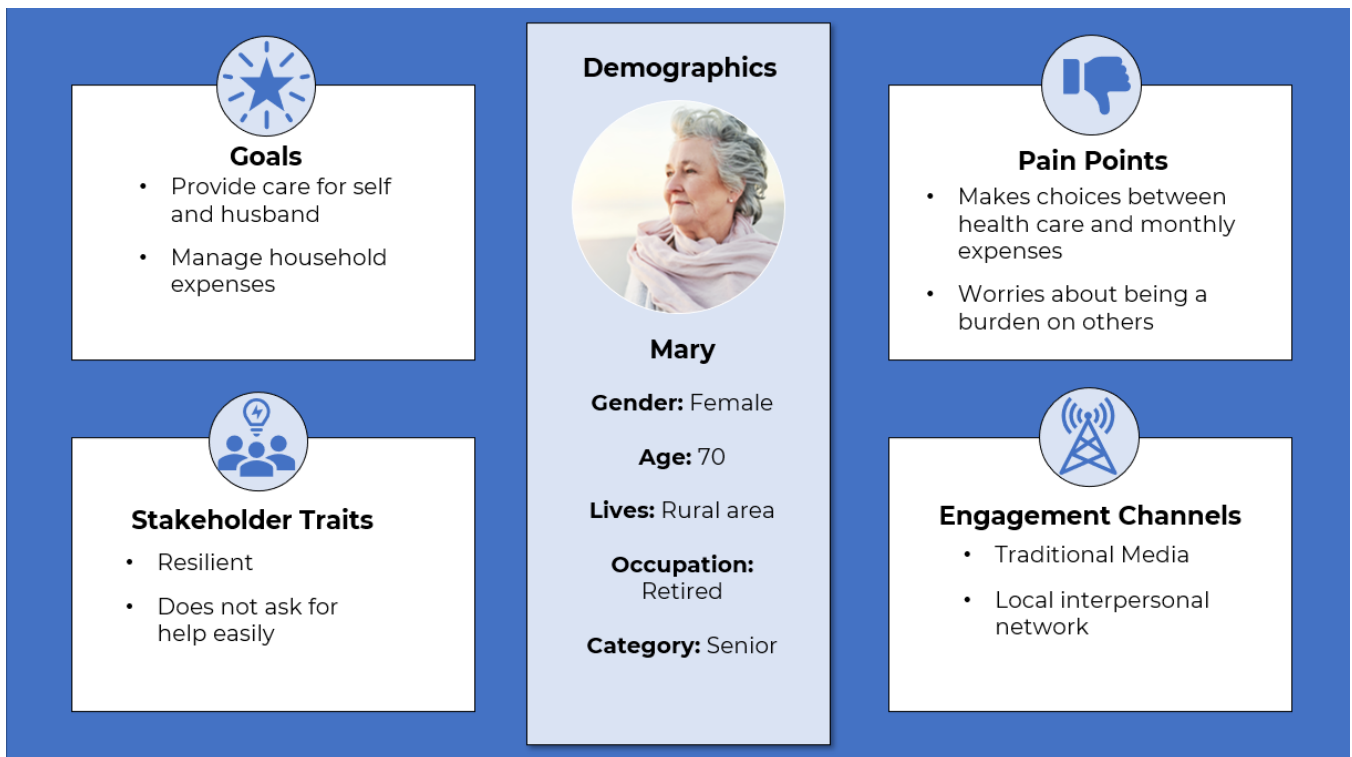 Goals
• Provide care for self
and husband
• Manage household
expenses
Stakeholder Traits
• Resilient
• Does not ask for
help easily
Demographics
Mary
Gender: Female
Age: 70
Lives: Rural area
Occupation:
Retired
Category: Senior
Pain Points
• Makes choices between
health care and monthly
expenses
• Worries about being a
burden on others
Engagement Channels
• Traditional Media
• Local interpersonal
network